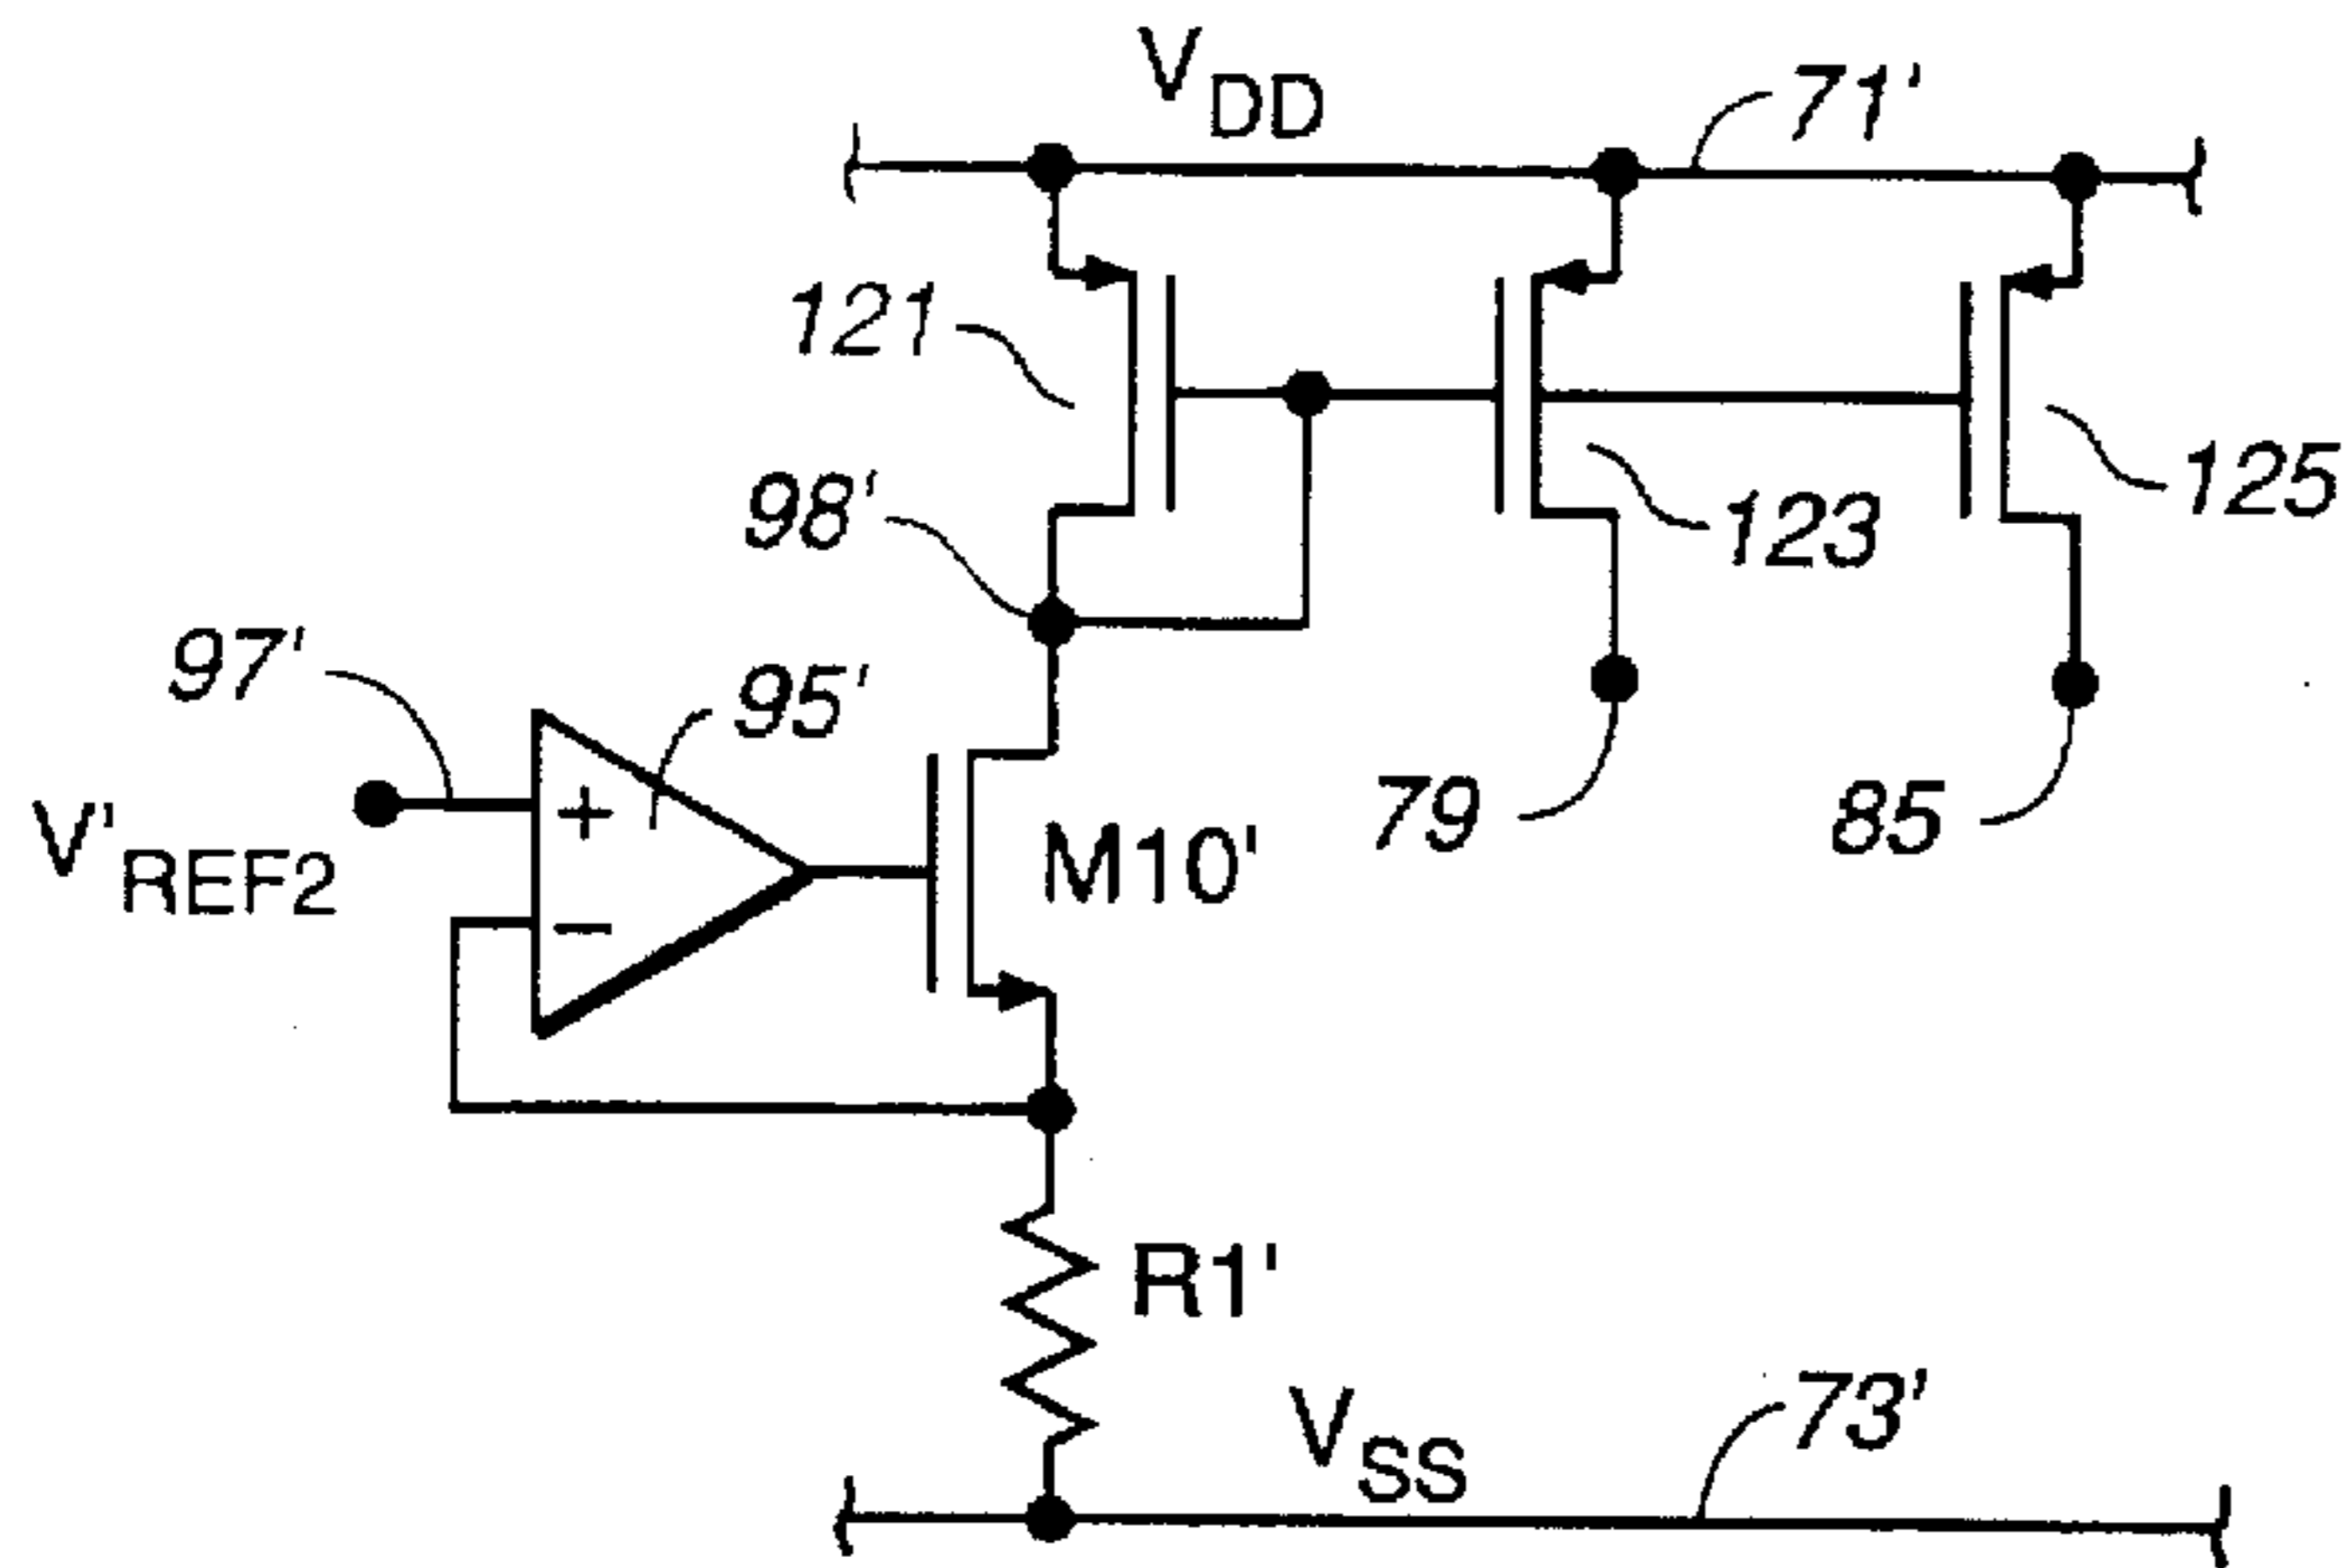 VDD
71'
121
98'
123
125
97'
95'
V'REF2
+
−
M10'
79
85
R1'
VSS
73'